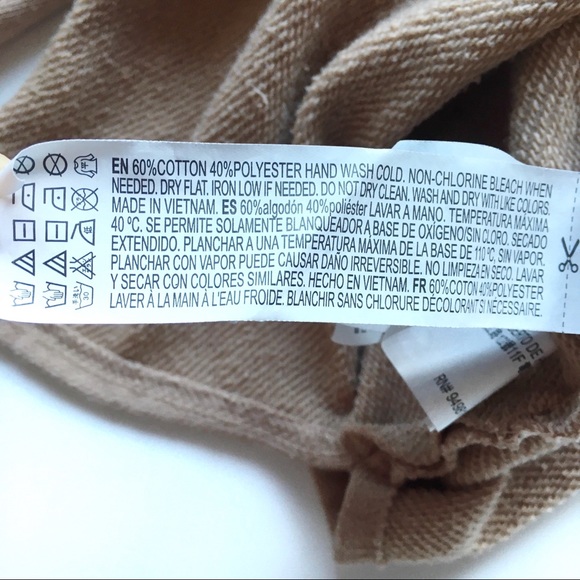 EN 60%COTTON 40%POLYESTER HAND WASH COLD. NON-CHLORINE BLEACH WHEN
NEEDED. DRY FLAT. IRON LOW IF NEEDED. DO NOT DRY CLEAN. WASH AND DRY WITH LIKE COLORS.
MADE IN VIETNAM. ES 60%algodón 40%poliéster LAVAR A MANO. TEMPERATURA MAXIMA
40 ºC. SE PERMITE SOLAMENTE BLANQUEADOR A BASE DE OXÍGENO/SIN CLORO. SECADO
EXTENDIDO. PLANCHAR A UNA TEMPERATURA MÁXIMA DE LA BASE DE 110°C, SIN VAPOR.
PLANCHAR CON VAPOR PUEDE CAUSAR DAÑO IRREVERSIBLE. NO LIMPIEZA EN SECO. LAVAR
Y SECAR CON COLORES SIMILARES. HECHO EN VIETNAM. FR 60%COTON 40%POLYESTER
LAVER À LA MAIN À L'EAU FROIDE. BLANCHIR SANS CHLORURE DÉCOLORANT SI NÉCESSAIRE.
RN# 949